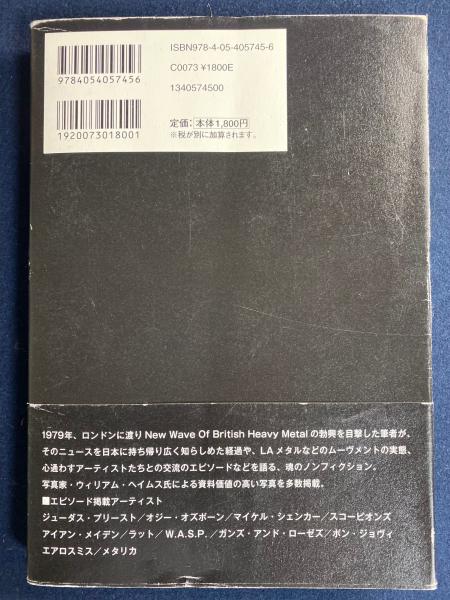 ISBN978-4-05-405745-6
9784054057456
C0073 ¥1800E
1340574500
1920073018001
定価：本体1,800円
※税が別に加算されます。
1979年、ロンドンに渡り New Wave Of British Heavy Metal の勃興を目撃した筆者が、
そのニュースを日本に持ち帰り広く知らしめた経過や、LAメタルなどのムーヴメントの実態、
心通わすアーティストたちとの交流のエピソードなどを語る、魂のノンフィクション。
写真家・ウィリアム・ヘイムス氏による資料価値の高い写真を多数掲載。
■エピソード掲載アーティスト
ジューダス・プリースト／オジー・オズボーン／マイケル・シェンカー／スコーピオンズ
アイアン・メイデン／ラット／W.A.S.P.／ガンズ・アンド・ローゼズ／ボン・ジョヴィ
エアロスミス／メタリカ